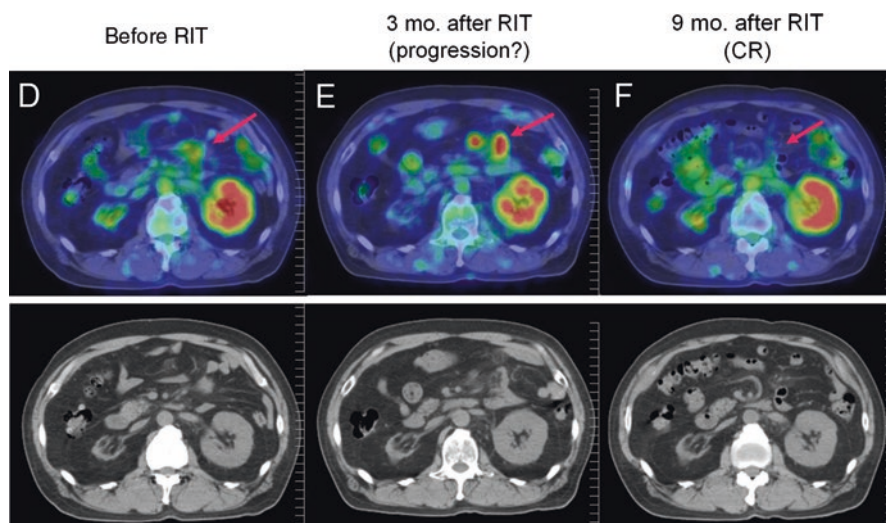 Before RIT
3 mo. after RIT
(progression?)
9 mo. after RIT
(CR)
D
E
F